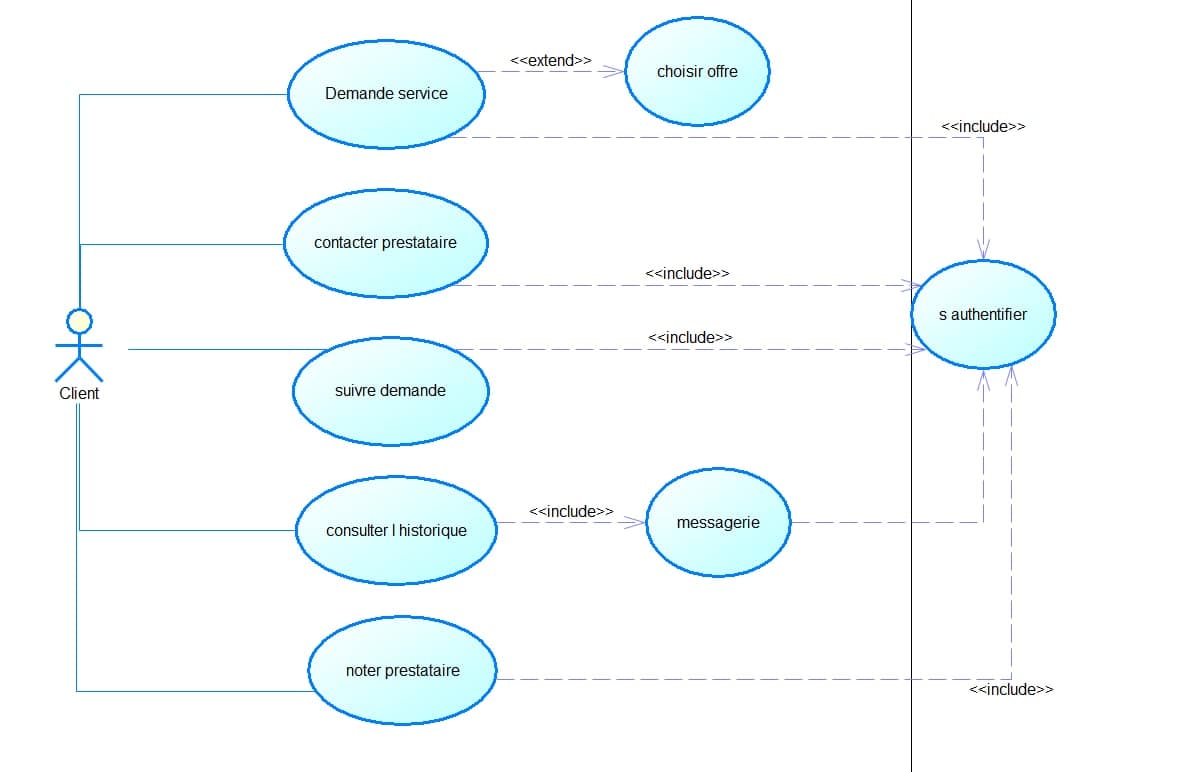 <<extend>>
choisir offre
Demande service
<<include>>
contacter prestataire
<<include>>
s authentifier
<<include>>
Client
suivre demande
<<include>>
messagerie
consulter l historique
noter prestataire
<<include>>